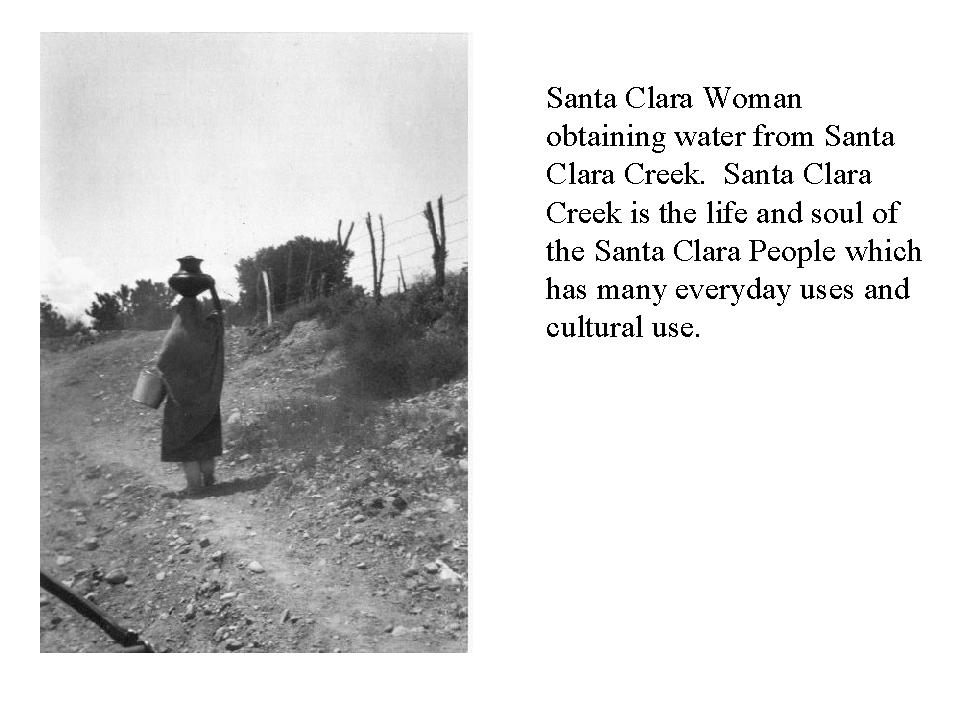 Santa Clara Woman
obtaining water from Santa
Clara Creek.  Santa Clara
Creek is the life and soul of
the Santa Clara People which
has many everyday uses and
cultural use.